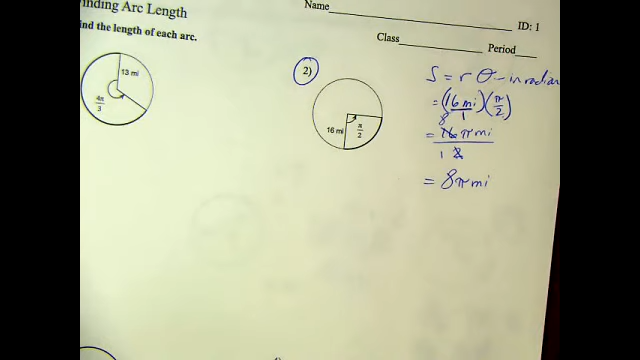 inding Arc Length
Name
ID: 1
ind the length of each arc.
Class Period
13 mi
4π/3
2)
16 mi
π/2
S = r θ - in radian
= (16 mi/1)(π/2)
8
= 16 π mi
1 2
= 8π mi